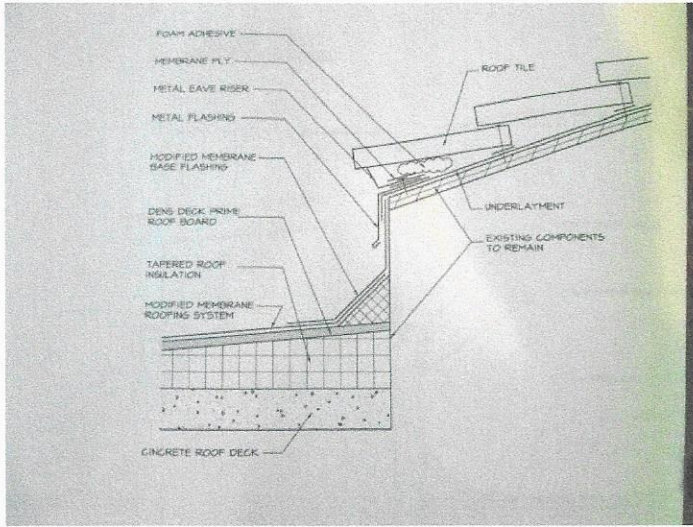 FOAM ADHESIVE
MEMBRANE PLY
METAL EAVE RISER
METAL FLASHING
MODIFIED MEMBRANE
BASE FLASHING
DENS DECK PRIME
ROOF BOARD
TAPERED ROOF
INSULATION
MODIFIED MEMBRANE
ROOFING SYSTEM
CINCRETE ROOF DECK
ROOF TILE
UNDERLAYMENT
EXISTING COMPONENTS
TO REMAIN